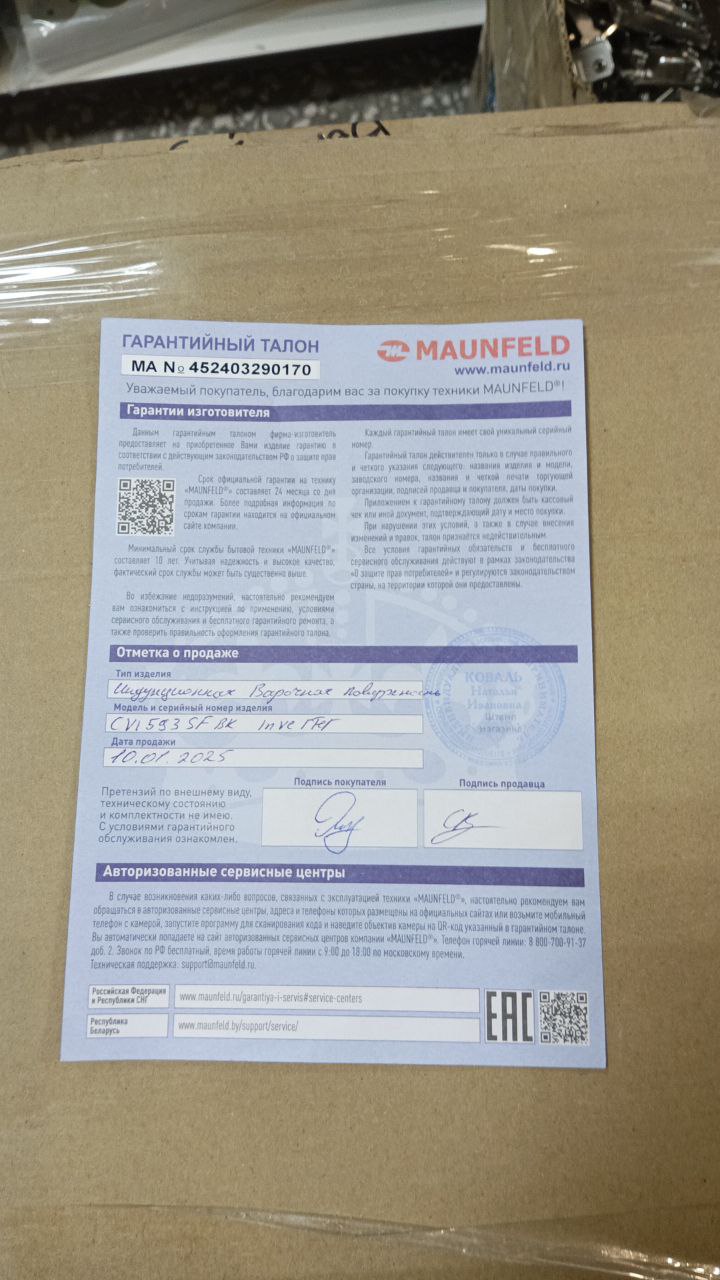 ГАРАНТИЙНЫЙ ТАЛОН
MAUNFELD
MA № 452403290170
www.maunfeld.ru
Уважаемый покупатель, благодарим вас за покупку техники MAUNFELD®!
Гарантии изготовителя
Данным гарантийным талоном фирма-изготовитель
предоставляет на приобретенное Вами изделие гарантию в
соответствии с действующим законодательством РФ о защите прав
потребителей.
Срок официальной гарантии на технику
«MAUNFELD®» составляет 24 месяца со дня
продажи. Более подробная информация по
срокам гарантии находится на официальном
сайте компании.
Минимальный срок службы бытовой техники «MAUNFELD®»
составляет 10 лет. Учитывая надежность и высокое качество,
фактический срок службы может быть существенно выше.
Во избежание недоразумений, настоятельно рекомендуем
вам ознакомиться с инструкцией по применению, условиями
сервисного обслуживания и бесплатного гарантийного ремонта, а
также проверить правильность оформления гарантийного талона.
Каждый гарантийный талон имеет свой уникальный серийный
номер.
Гарантийный талон действителен только в случае правильного
и четкого указания следующего: названия изделия и модели,
заводского номера, названия и четкой печати торгующей
организации, подписей продавца и покупателя, даты покупки.
Приложением к гарантийному талону должен быть кассовый
чек или иной документ, подтверждающий дату и место покупки.
При нарушении этих условий, а также в случае внесения
изменений и правок, талон признаётся недействительным.
Все условия гарантийных обязательств и бесплатного
сервисного обслуживания действуют в рамках законодательства
«О защите прав потребителей» и регулируются законодательством
страны, на территории которой они предоставлены.
Отметка о продаже
Тип изделия
Индукционная Варочная поверхность
Модель и серийный номер изделия
CVI593SFBK Inverter
Дата продажи
10.01.2025
КОВАЛЬ
Наталья
Ивановна
Штамп
магазина
Претензий по внешнему виду,
техническому состоянию
и комплектности не имею.
С условиями гарантийного
обслуживания ознакомлен.
Подпись покупателя
Подпись продавца
Авторизованные сервисные центры
В случае возникновения каких-либо вопросов, связанных с эксплуатацией техники «MAUNFELD®», настоятельно рекомендуем вам
обращаться в авторизованные сервисные центры, адреса и телефоны которых размещены на официальных сайтах или возьмите мобильный
телефон с камерой, запустите программу для сканирования кода и наведите объектив камеры на QR-код указанный в гарантийном талоне.
Вы автоматически попадаете на сайт авторизованных сервисных центров компании «MAUNFELD®». Телефон горячей линии: 8 800-700-91-37
доб. 2. Звонок по РФ бесплатный, время работы горячей линии с 9:00 до 18:00 по московскому времени.
Техническая поддержка: support@maunfeld.ru.
Российская Федерация
и Республики СНГ
www.maunfeld.ru/garantiya-i-servis#service-centers
Республика
Беларусь
www.maunfeld.by/support/service/
EAC